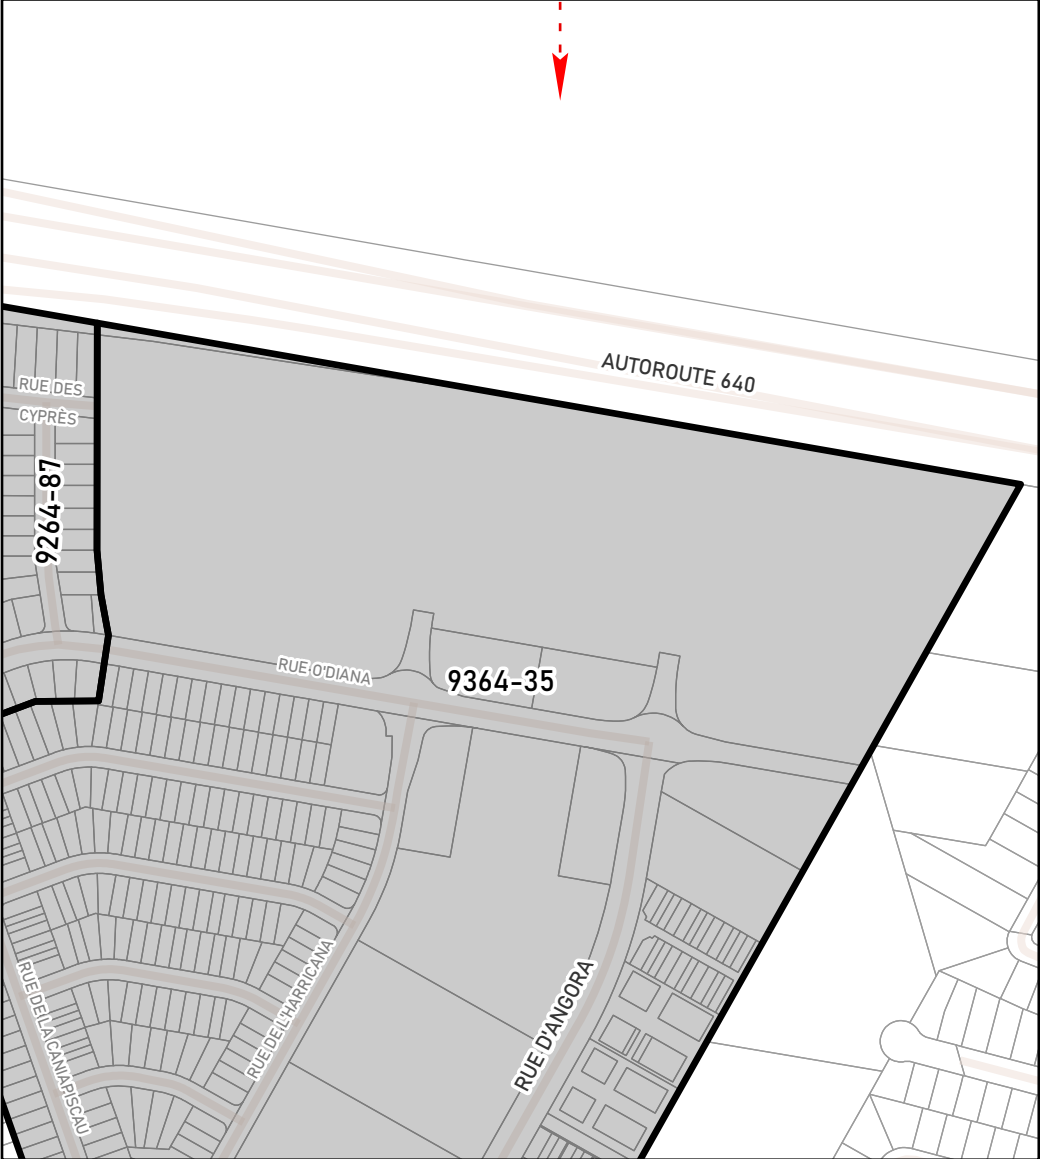 AUTOROUTE 640
RUE DES
CYPRÈS
9264-87
RUE O'DIANA
9364-35
RUE DE L'HARRICANA
RUE D'ANGORA
RUE DE LA CANIAPISCAU